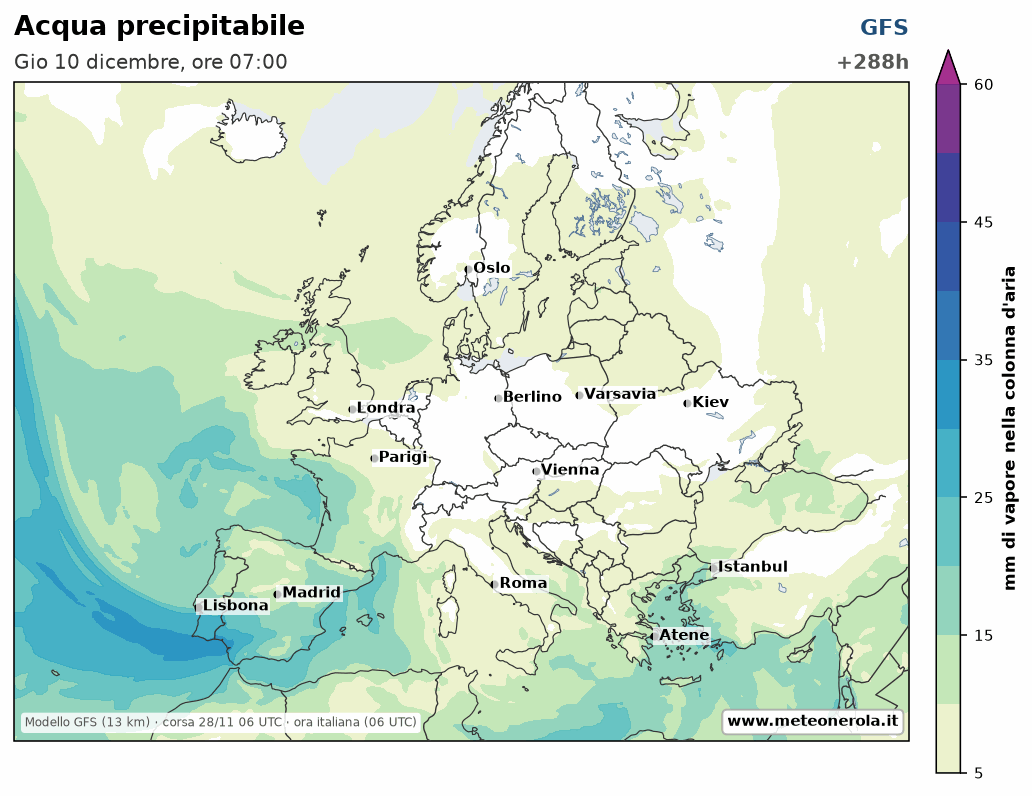 Acqua precipitabile
GFS
Gio 10 dicembre, ore 07:00
+288h
60
45
35
25
15
5
mm di vapore nella colonna d'aria
Oslo
Berlino
Varsavia
Kiev
Londra
Parigi
Vienna
Istanbul
Roma
Madrid
Lisbona
Atene
Modello GFS (13 km) · corsa 28/11 06 UTC · ora italiana (06 UTC)
www.meteonerola.it